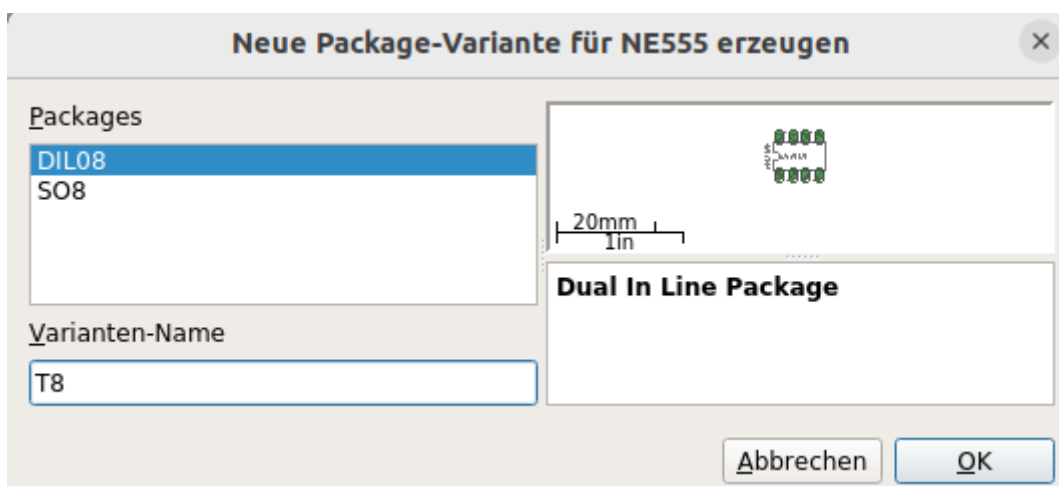 Neue Package-Variante für NE555 erzeugen
Packages
DIL08
SO8
Varianten-Name
T8
20mm
1in
Dual In Line Package
Abbrechen
OK